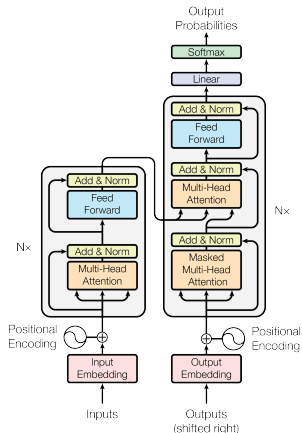 Output
Probabilities
Softmax
Linear
Add & Norm
Feed
Forward
Add & Norm
Multi-Head
Attention
Add & Norm
Masked
Multi-Head
Attention
N×
Add & Norm
Feed
Forward
N×
Add & Norm
Multi-Head
Attention
Positional
Encoding
Positional
Encoding
Input
Embedding
Output
Embedding
Inputs
Outputs
(shifted right)